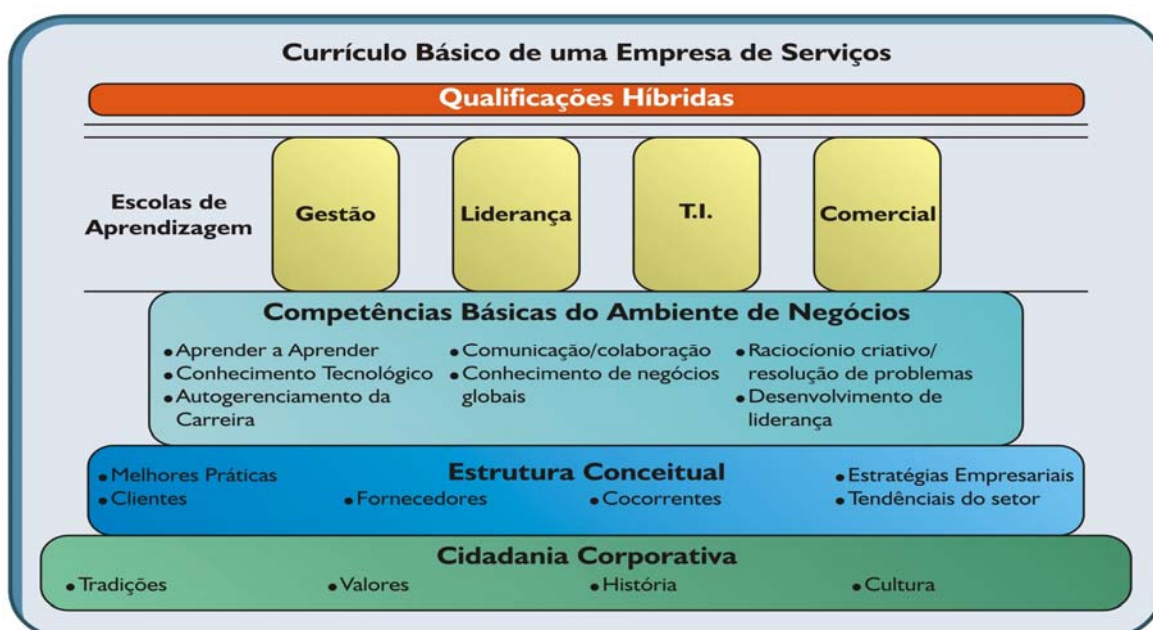 Currículo Básico de uma Empresa de Serviços
Qualificações Híbridas
Escolas de
Aprendizagem
Gestão
Liderança
T.I.
Comercial
Competências Básicas do Ambiente de Negócios
• Aprender a Aprender
• Conhecimento Tecnológico
• Autogerenciamento da
Carreira
• Comunicação/colaboração
• Conhecimento de negócios
globais
• Raciocíonio criativo/
resolução de problemas
• Desenvolvimento de
liderança
Estrutura Conceitual
• Melhores Práticas
• Clientes
• Fornecedores
• Cocorrentes
• Estratégias Empresariais
• Tendênciais do setor
Cidadania Corporativa
• Tradições
• Valores
• História
• Cultura